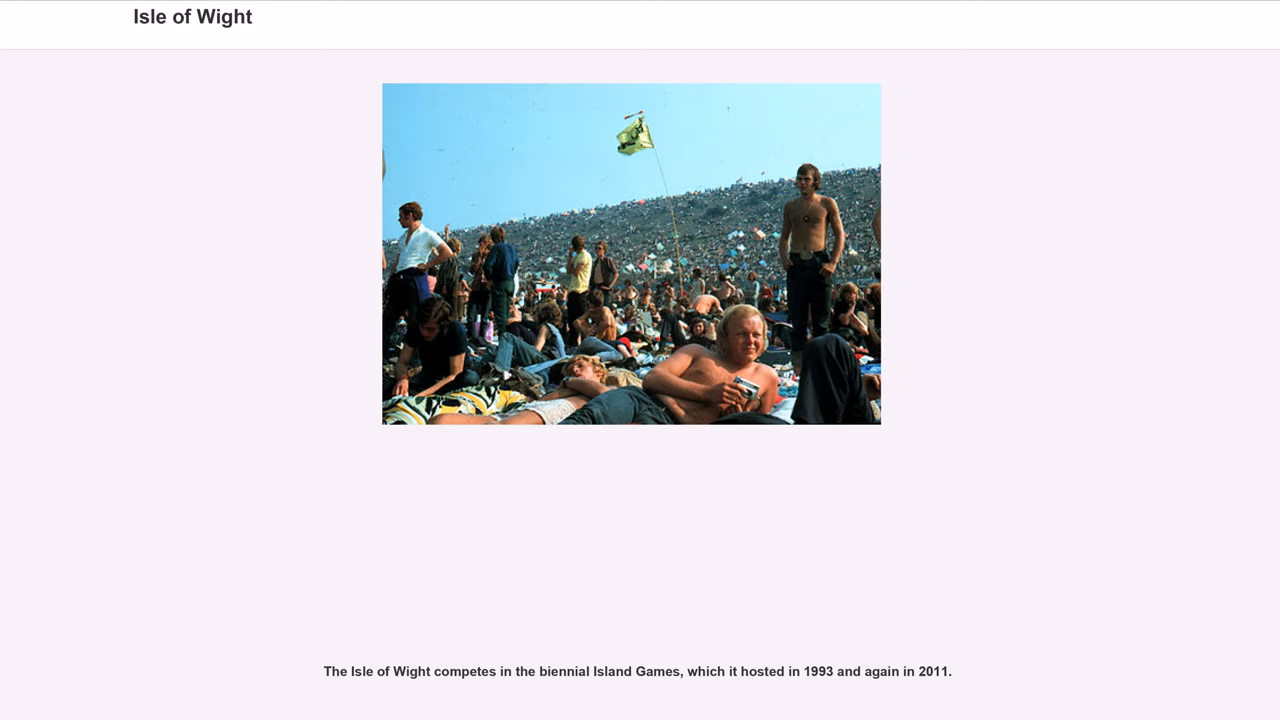 Isle of Wight
The Isle of Wight competes in the biennial Island Games, which it hosted in 1993 and again in 2011.